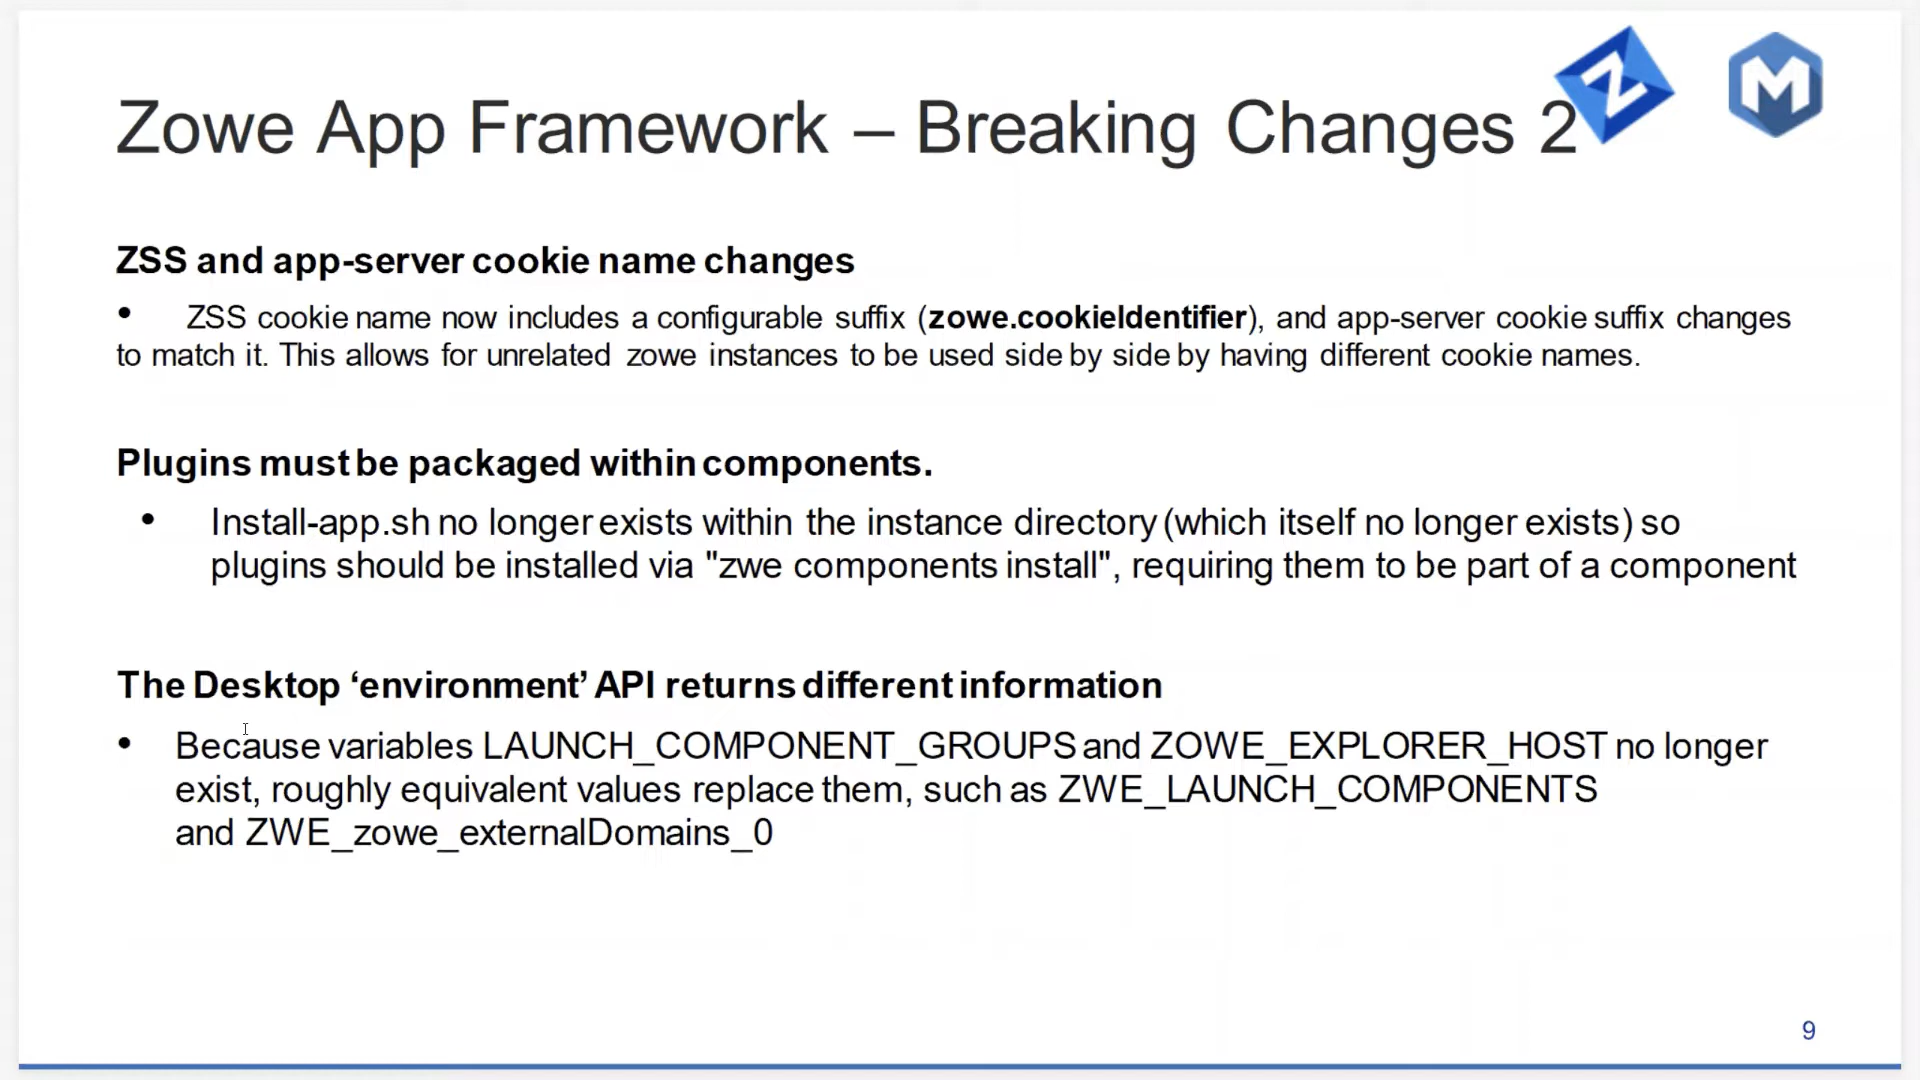 Zowe App Framework – Breaking Changes 2
Z
M
ZSS and app-server cookie name changes
• ZSS cookie name now includes a configurable suffix (zowe.cookieIdentifier), and app-server cookie suffix changes
to match it. This allows for unrelated zowe instances to be used side by side by having different cookie names.
Plugins must be packaged within components.
• Install-app.sh no longer exists within the instance directory (which itself no longer exists) so
plugins should be installed via "zwe components install", requiring them to be part of a component
The Desktop ‘environment’ API returns different information
• Because variables LAUNCH_COMPONENT_GROUPS and ZOWE_EXPLORER_HOST no longer
exist, roughly equivalent values replace them, such as ZWE_LAUNCH_COMPONENTS
and ZWE_zowe_externalDomains_0
9